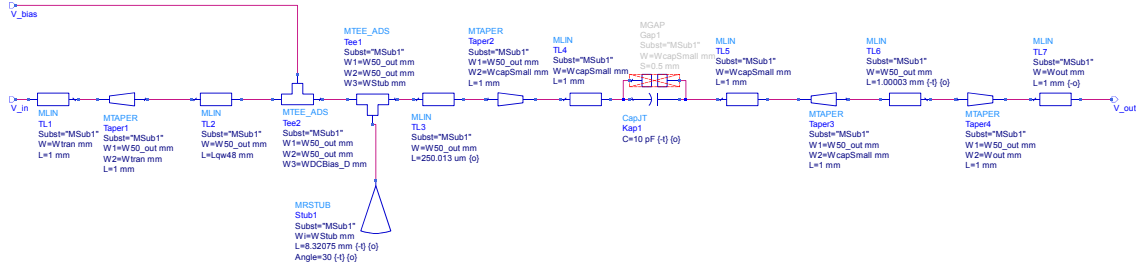 V_bias
V_in
MLIN
TL1
Subst="MSub1"
W=Wtran mm
L=1 mm
MTAPER
Taper1
Subst="MSub1"
W1=W50_out mm
W2=Wtran mm
L=1 mm
MLIN
TL2
Subst="MSub1"
W=W50_out mm
L=Lqw48 mm
MTEE_ADS
Tee2
Subst="MSub1"
W1=W50_out mm
W2=W50_out mm
W3=WDCBias_D mm
MTEE_ADS
Tee1
Subst="MSub1"
W1=W50_out mm
W2=W50_out mm
W3=WStub mm
MRSTUB
Stub1
Subst="MSub1"
Wi=WStub mm
L=8.32075 mm {-t} {o}
Angle=30 {-t} {o}
MLIN
TL3
Subst="MSub1"
W=W50_out mm
L=250.013 um {o}
MTAPER
Taper2
Subst="MSub1"
W1=W50_out mm
W2=WcapSmall mm
L=1 mm
MLIN
TL4
Subst="MSub1"
W=WcapSmall mm
L=1 mm
MGAP
Gap1
Subst="MSub1"
W=WcapSmall mm
S=0.5 mm
CapJT
Kap1
C=10 pF {-t} {o}
MLIN
TL5
Subst="MSub1"
W=WcapSmall mm
L=1 mm
MTAPER
Taper3
Subst="MSub1"
W1=W50_out mm
W2=WcapSmall mm
L=1 mm
MLIN
TL6
Subst="MSub1"
W=W50_out mm
L=1.00003 mm {-t} {o}
MTAPER
Taper4
Subst="MSub1"
W1=W50_out mm
W2=Wout mm
L=1 mm
MLIN
TL7
Subst="MSub1"
W=Wout mm
L=1 mm {-o}
V_out